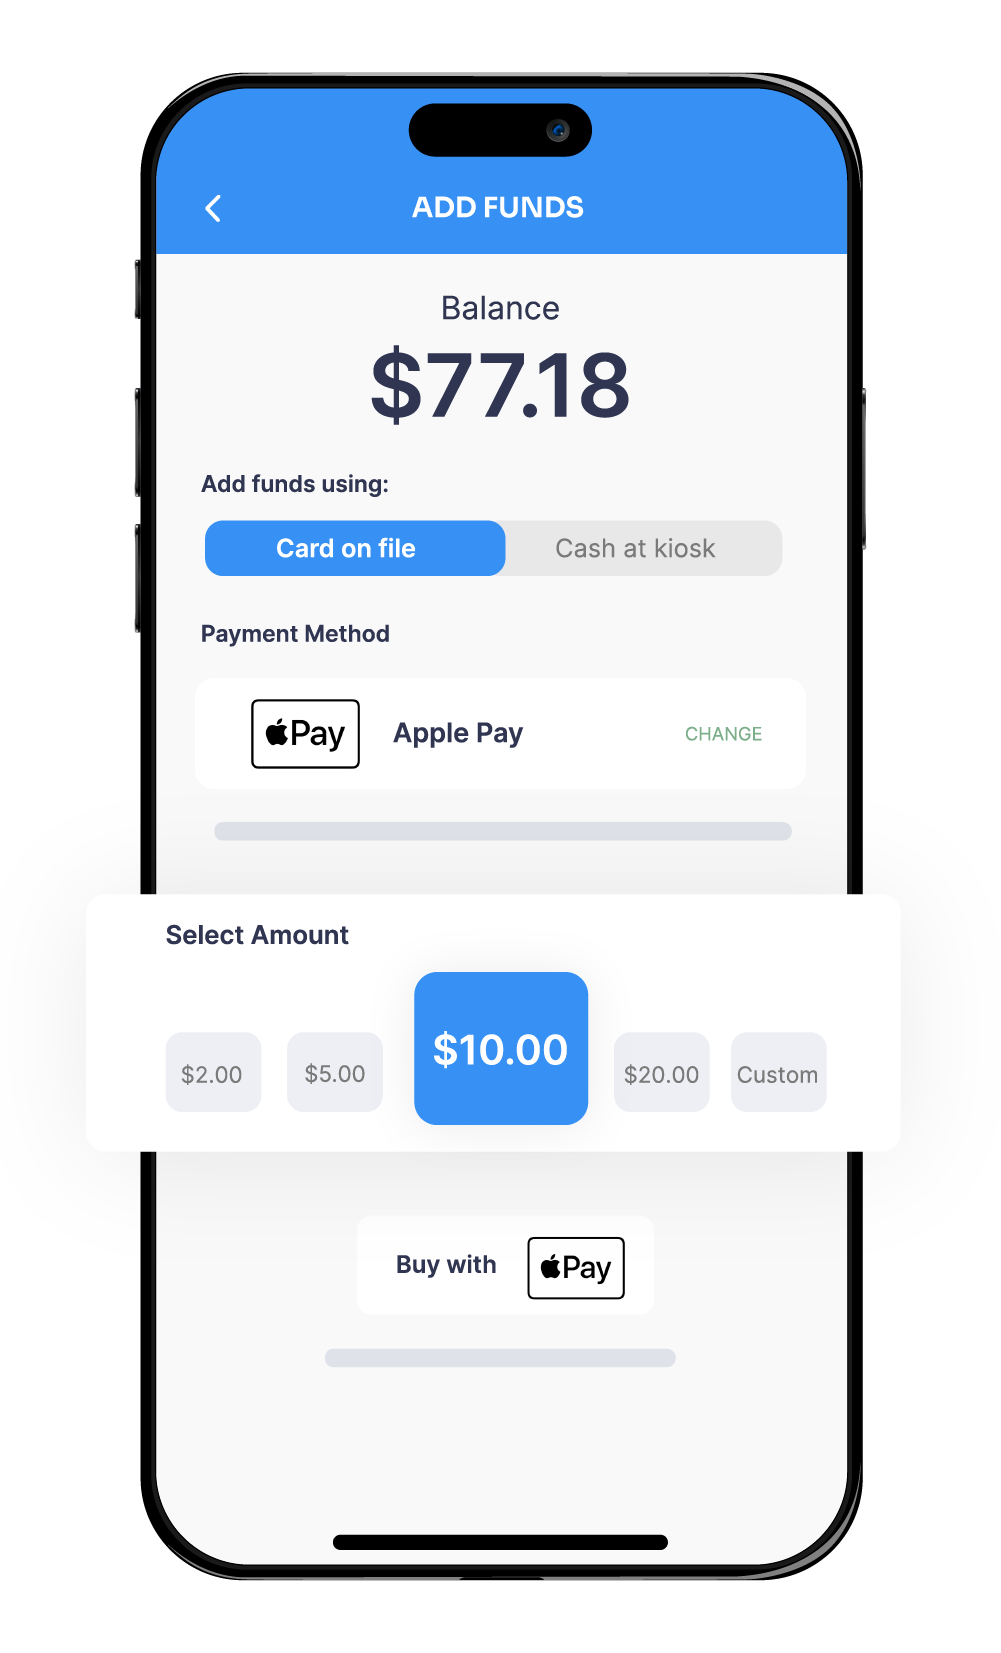 ADD FUNDS
Balance
$77.18
Add funds using:
Card on file Cash at kiosk
Payment Method
Pay Apple Pay CHANGE
Select Amount
$2.00 $5.00 $10.00 $20.00 Custom
Buy with Pay